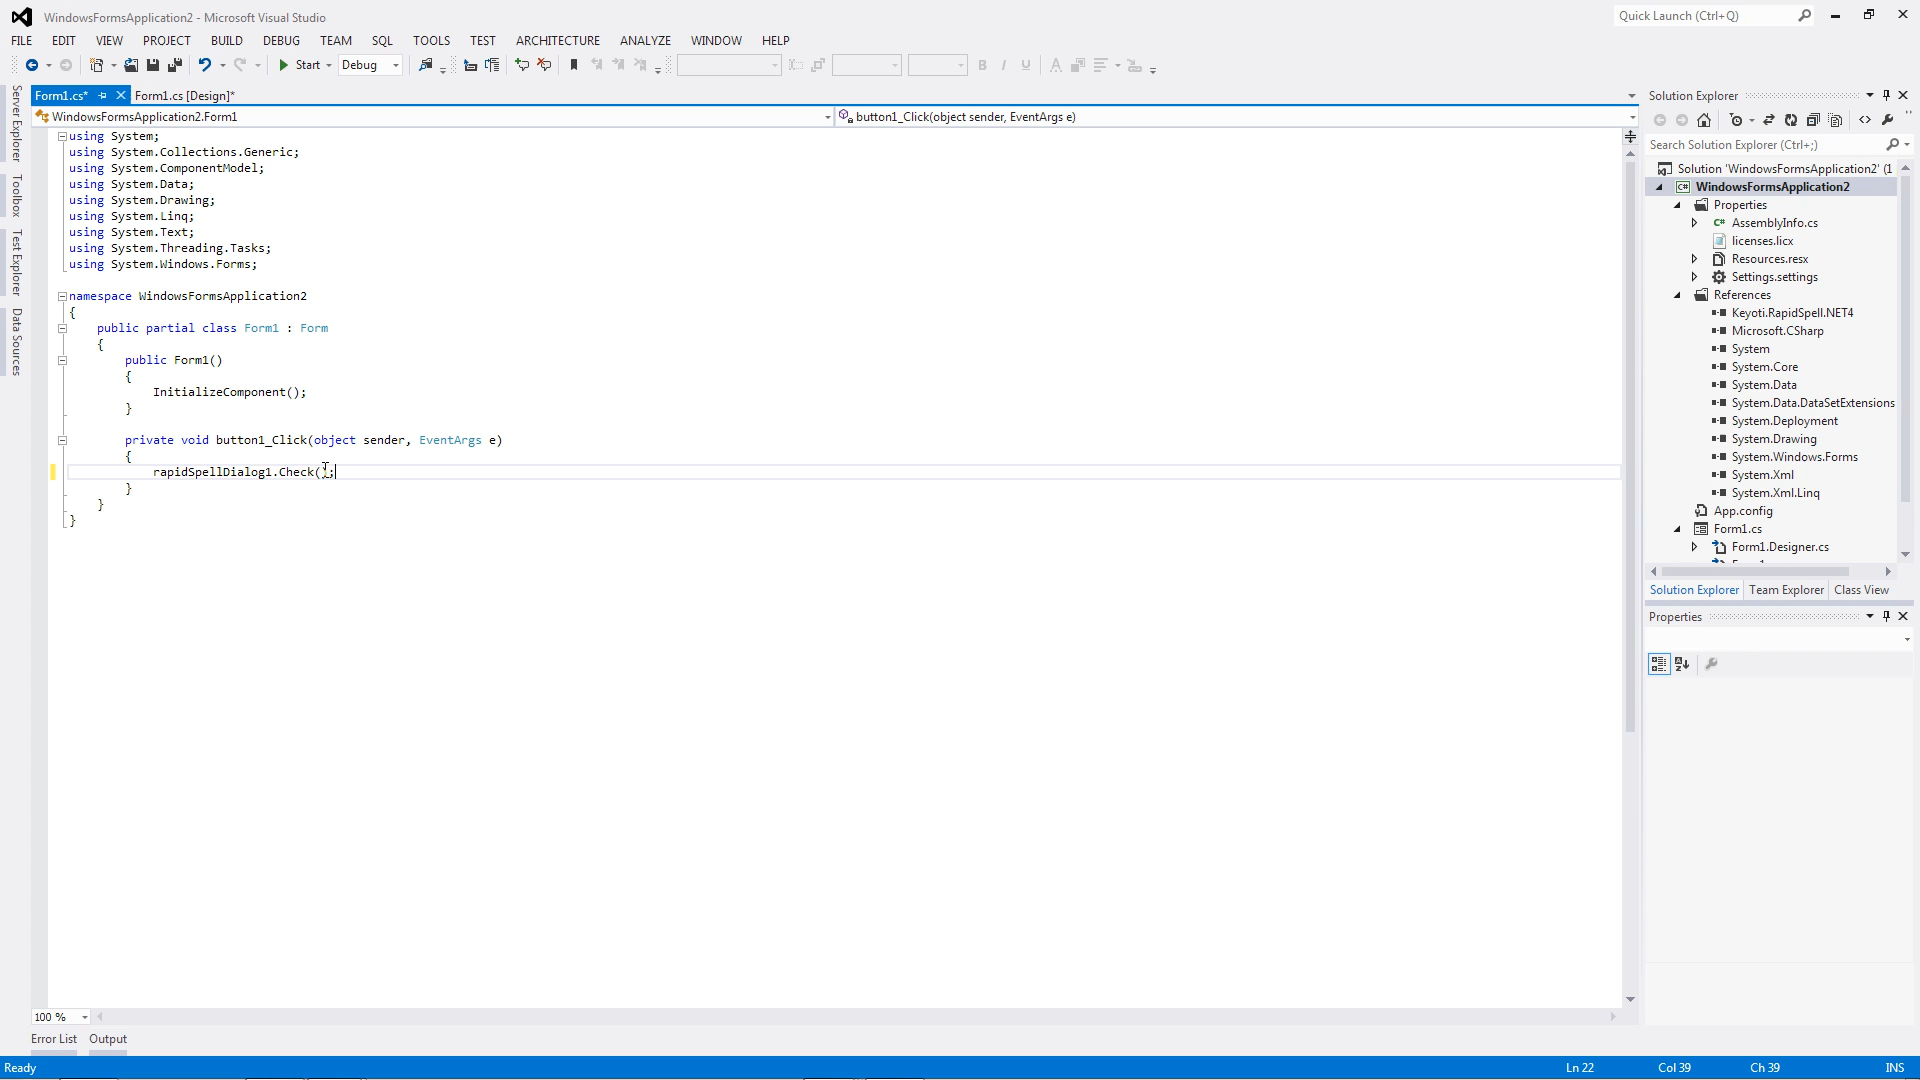 WindowsFormsApplication2 - Microsoft Visual Studio
Quick Launch (Ctrl+Q)
FILE EDIT VIEW PROJECT BUILD DEBUG TEAM SQL TOOLS TEST ARCHITECTURE ANALYZE WINDOW HELP
Start Debug
Form1.cs* Form1.cs [Design]*
WindowsFormsApplication2.Form1
button1_Click(object sender, EventArgs e)
Server Explorer
Toolbox
Test Explorer
Data Sources
using System;
using System.Collections.Generic;
using System.ComponentModel;
using System.Data;
using System.Drawing;
using System.Linq;
using System.Text;
using System.Threading.Tasks;
using System.Windows.Forms;
namespace WindowsFormsApplication2
{
public partial class Form1 : Form
{
public Form1()
{
InitializeComponent();
}
private void button1_Click(object sender, EventArgs e)
{
rapidSpellDialog1.Check();
}
}
}
100 %
Error List Output
Solution Explorer
Search Solution Explorer (Ctrl+;)
Solution 'WindowsFormsApplication2' (1
WindowsFormsApplication2
Properties
AssemblyInfo.cs
licenses.licx
Resources.resx
Settings.settings
References
Keyoti.RapidSpell.NET4
Microsoft.CSharp
System
System.Core
System.Data
System.Data.DataSetExtensions
System.Deployment
System.Drawing
System.Windows.Forms
System.Xml
System.Xml.Linq
App.config
Form1.cs
Form1.Designer.cs
Solution Explorer Team Explorer Class View
Properties
Ready
Ln 22 Col 39 Ch 39 INS